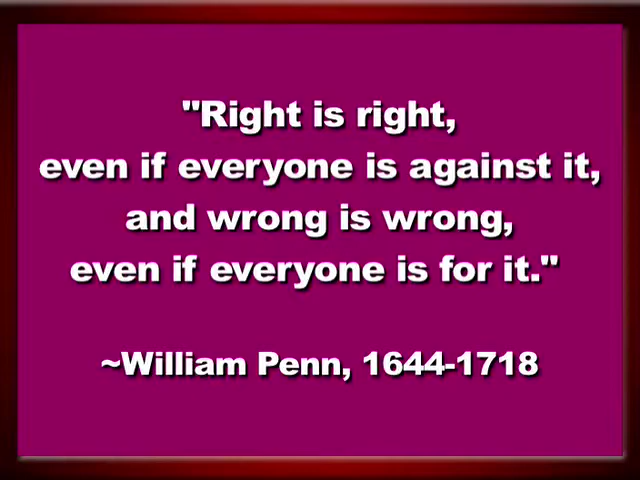 "Right is right,
even if everyone is against it,
and wrong is wrong,
even if everyone is for it."
~William Penn, 1644-1718